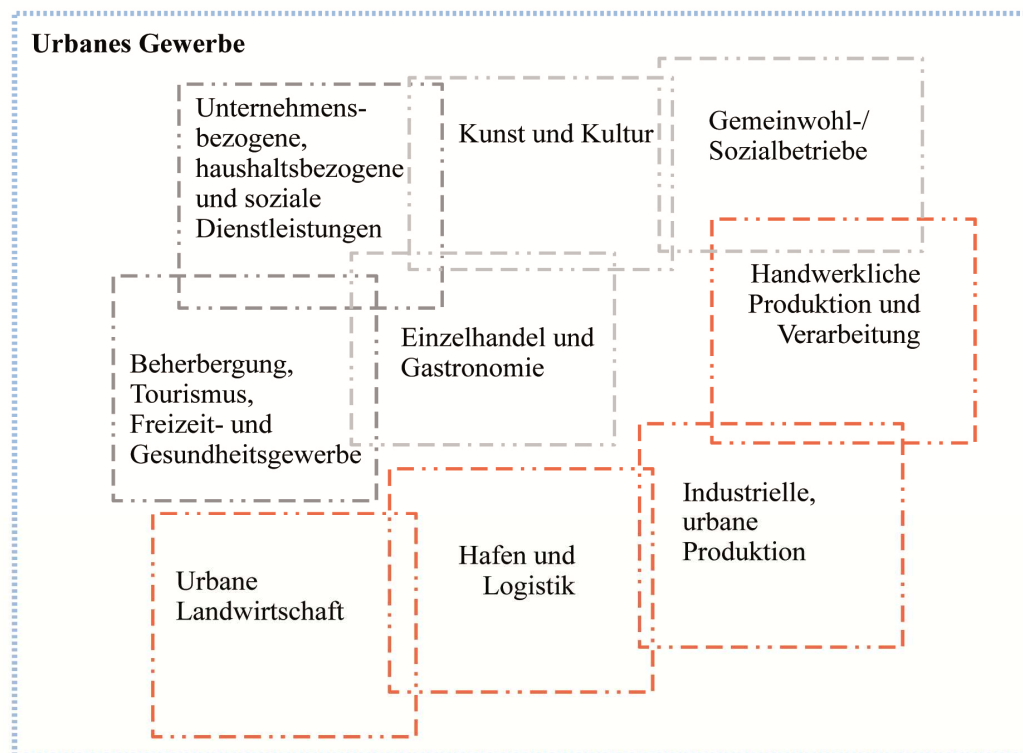 Urbanes Gewerbe
Unternehmens-
bezogene,
haushaltsbezogene
und soziale
Dienstleistungen
Kunst und Kultur
Gemeinwohl-/
Sozialbetriebe
Handwerkliche
Produktion und
Verarbeitung
Einzelhandel und
Gastronomie
Beherbergung,
Tourismus,
Freizeit- und
Gesundheitsgewerbe
Industrielle,
urbane
Produktion
Hafen und
Logistik
Urbane
Landwirtschaft